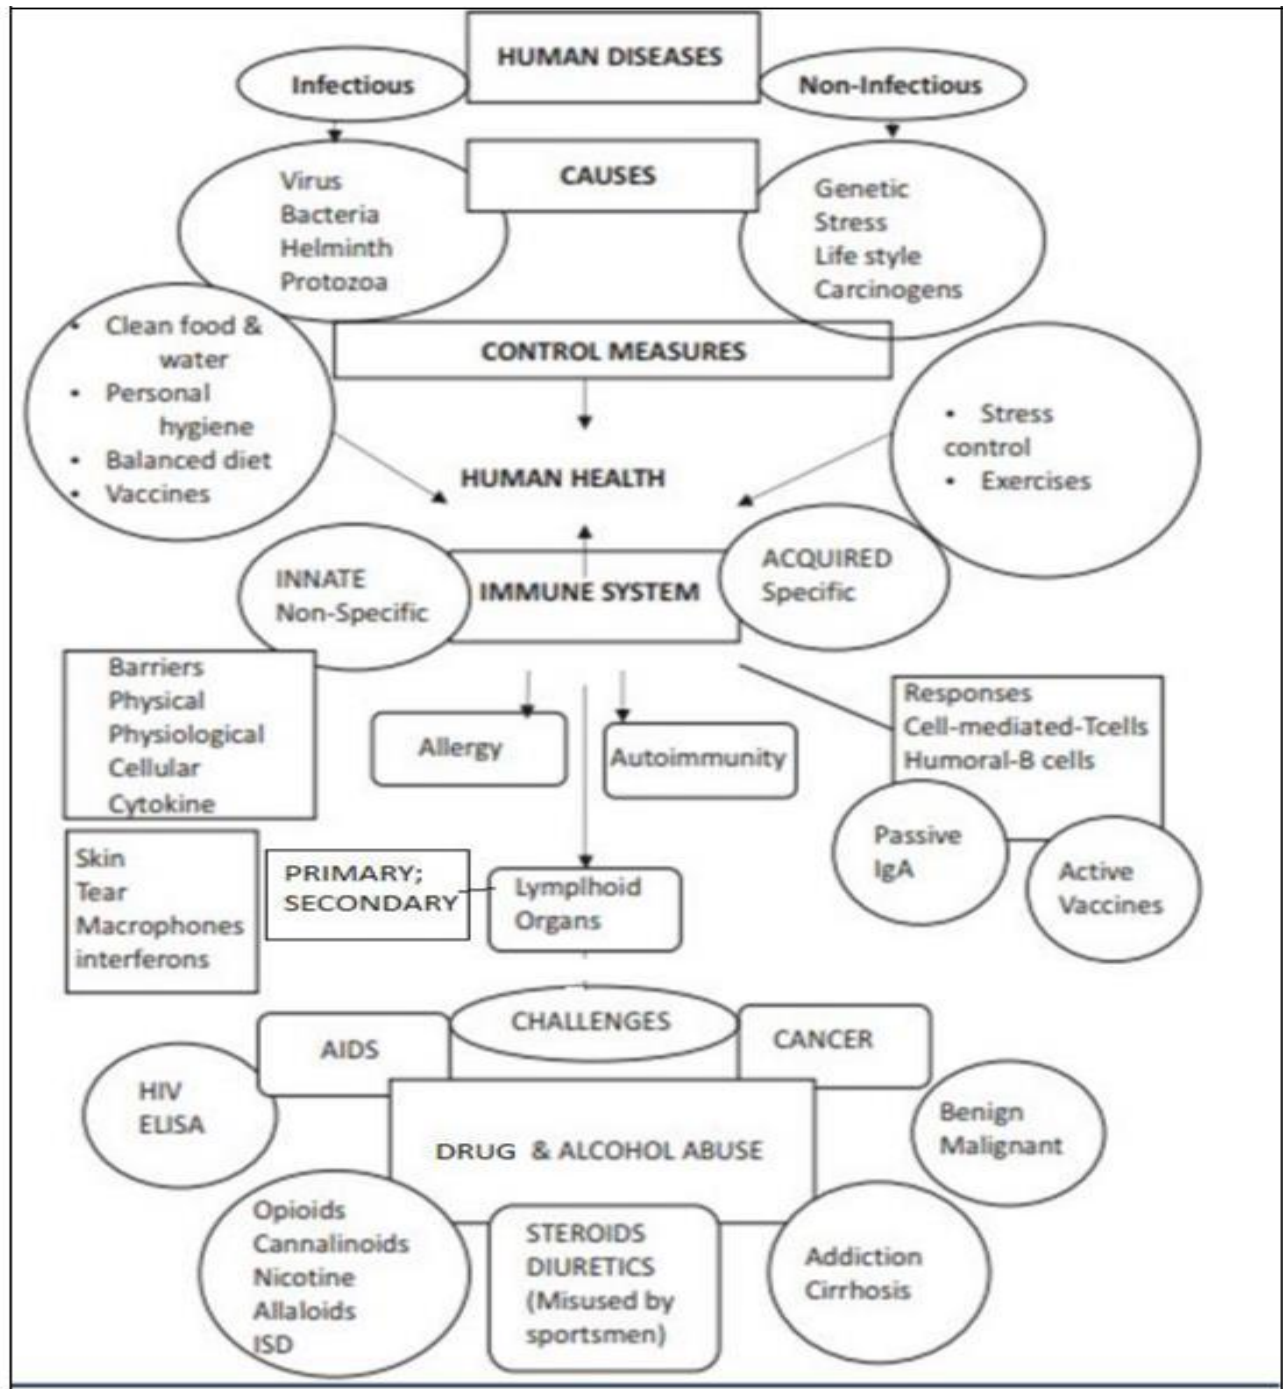 HUMAN DISEASES
Infectious
Non-Infectious
CAUSES
Virus
Bacteria
Helminth
Protozoa
Genetic
Stress
Life style
Carcinogens
• Clean food &
water
• Personal
hygiene
• Balanced diet
• Vaccines
CONTROL MEASURES
• Stress
control
• Exercises
HUMAN HEALTH
INNATE
Non-Specific
IMMUNE SYSTEM
ACQUIRED
Specific
Barriers
Physical
Physiological
Cellular
Cytokine
Allergy
Autoimmunity
Responses
Cell-mediated-Tcells
Humoral-B cells
Passive
IgA
Active
Vaccines
Skin
Tear
Macrophones
interferons
PRIMARY;
SECONDARY
Lymplhoid
Organs
CHALLENGES
AIDS
CANCER
HIV
ELISA
Benign
Malignant
DRUG & ALCOHOL ABUSE
Opioids
Cannalinoids
Nicotine
Allaloids
ISD
STEROIDS
DIURETICS
(Misused by
sportsmen)
Addiction
Cirrhosis